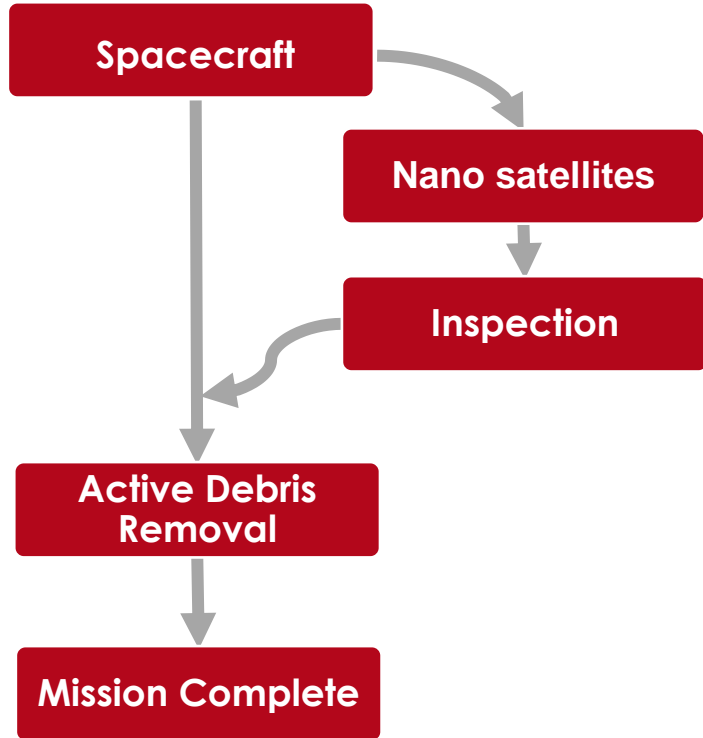 Spacecraft
Nano satellites
Inspection
Active Debris
Removal
Mission Complete